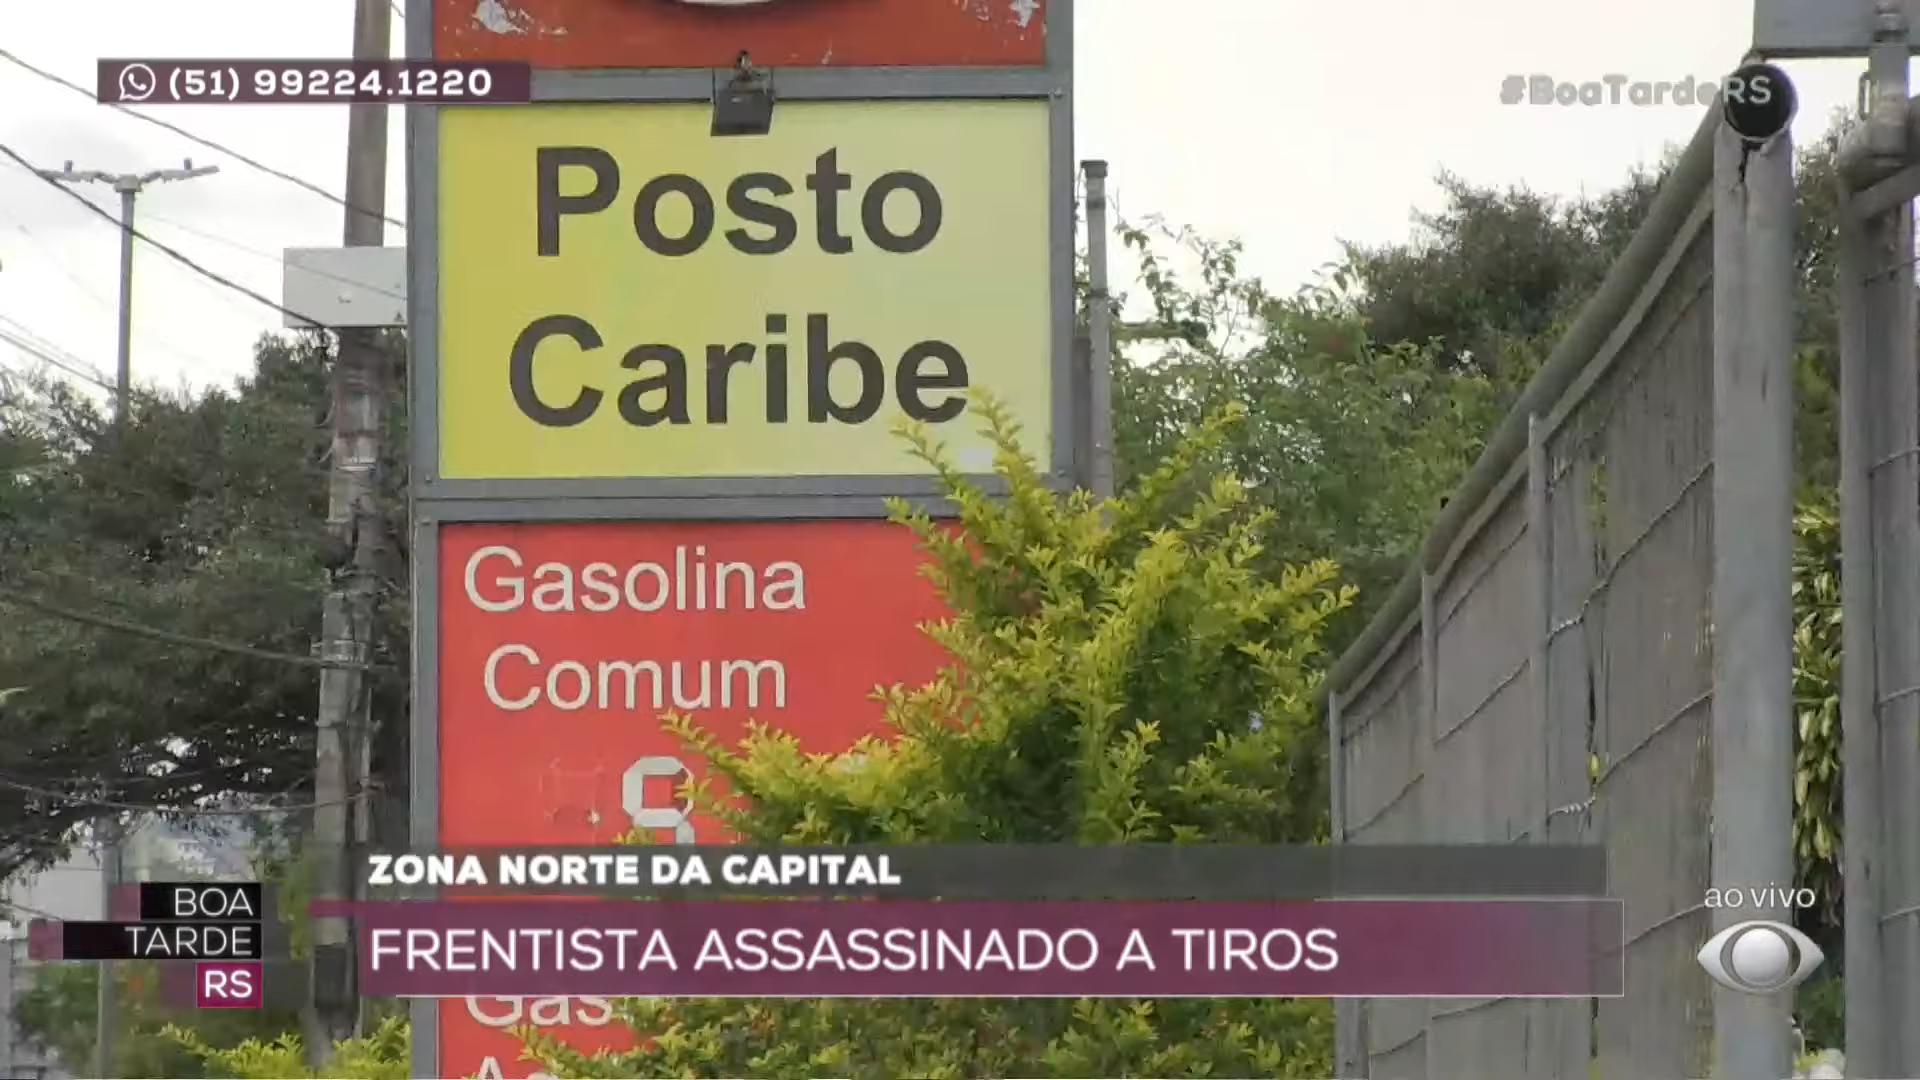 (51) 99224.1220
#BoaTardeRS
Posto
Caribe
Gasolina
Comum
ZONA NORTE DA CAPITAL
FRENTISTA ASSASSINADO A TIROS
BOA
TARDE
RS
ao vivo
Gas